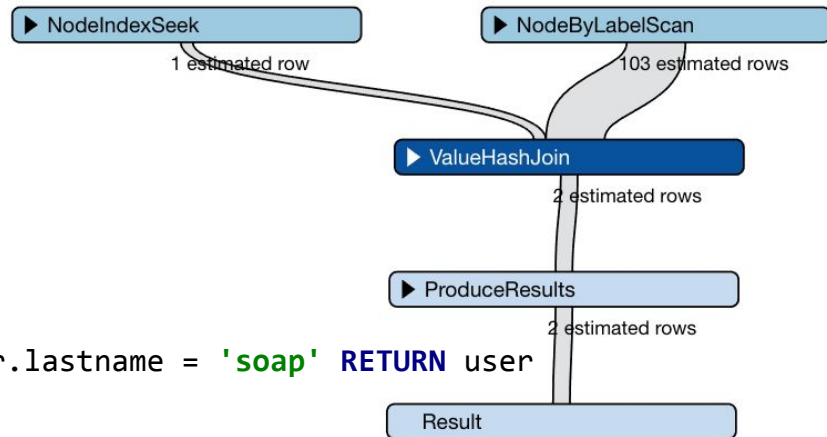 NodeIndexSeek
NodeByLabelScan
1 estimated row
103 estimated rows
ValueHashJoin
2 estimated rows
ProduceResults
2 estimated rows
r.lastname = 'soap' RETURN user
Result